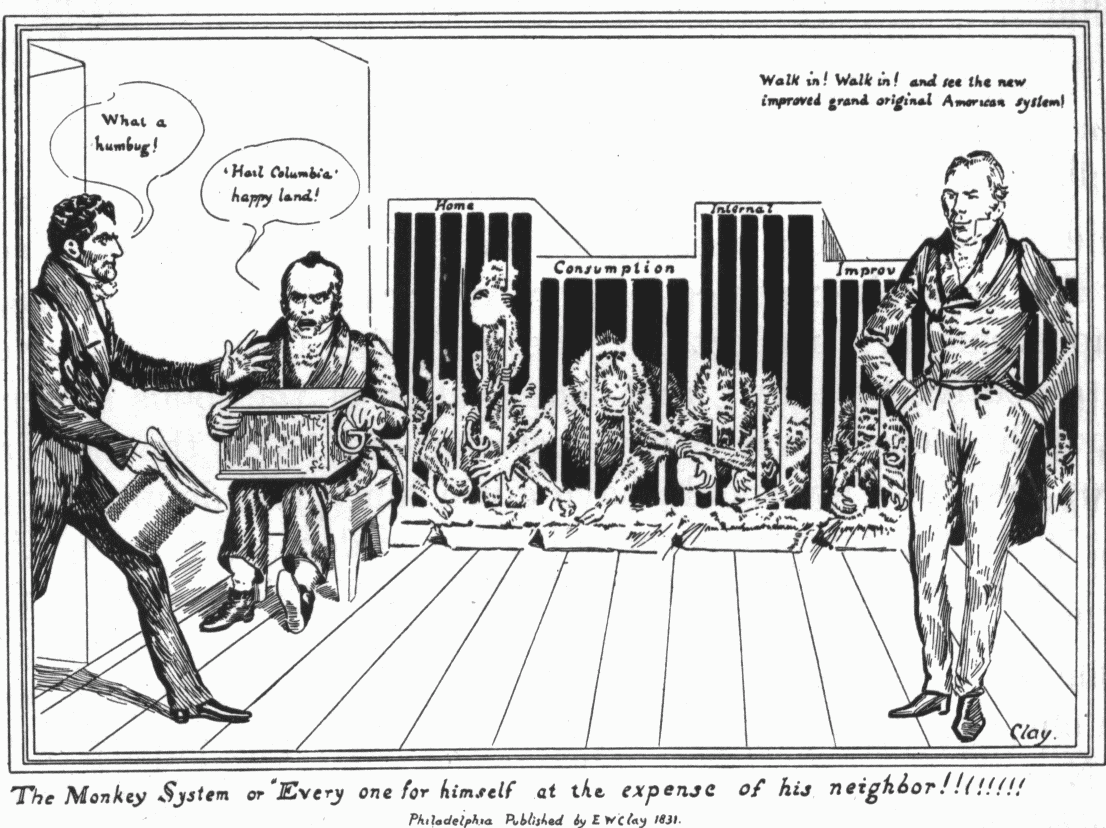 What a
humbug!
'Hail Columbia'
happy land!
Walk in! Walk in! and see the new
improved grand original American system!
Home
Consumption
Internal
Improv
Clay.
The Monkey System or "Every one for himself at the expense of his neighbor!!!!!!!!
Philadelphia Published by E W Clay 1831.